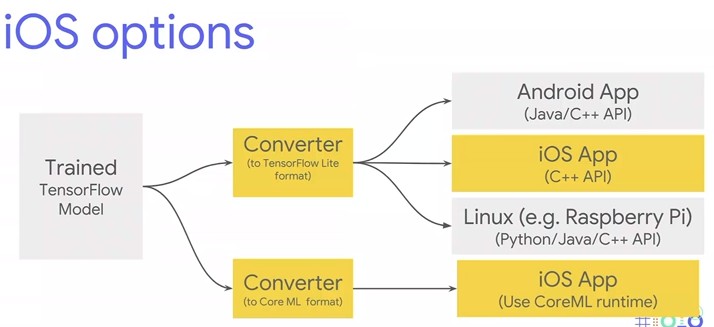 iOS options
Trained
TensorFlow
Model
Converter
(to TensorFlow Lite
format)
Converter
(to Core ML format)
Android App
(Java/C++ API)
iOS App
(C++ API)
Linux (e.g. Raspberry Pi)
(Python/Java/C++ API)
iOS App
(Use CoreML runtime)